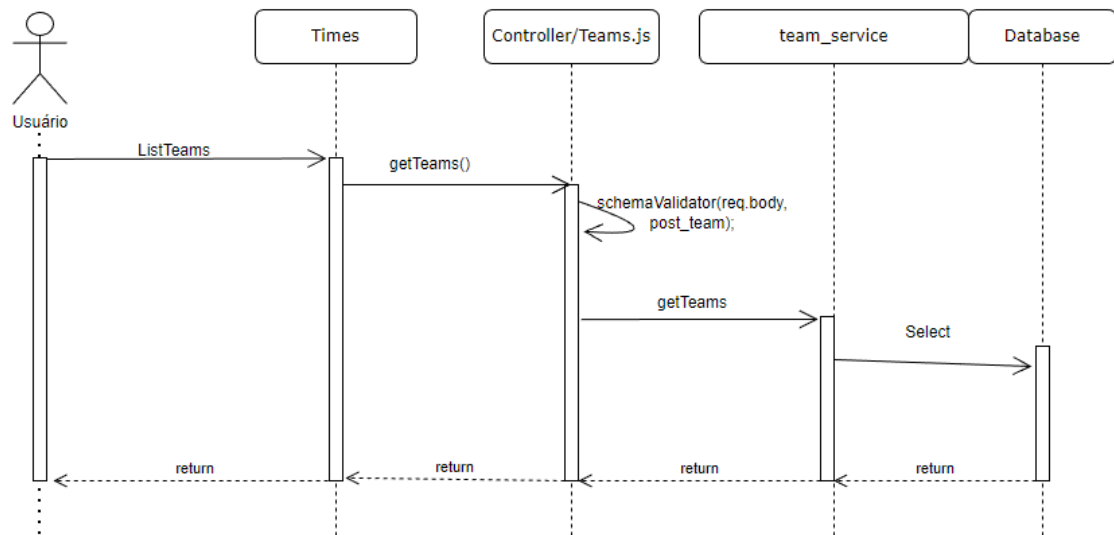 Times
Controller/Teams.js
team_service
Database
Usuário
ListTeams
getTeams()
schemaValidator(req.body,
post_team);
getTeams
Select
return
return
return
return